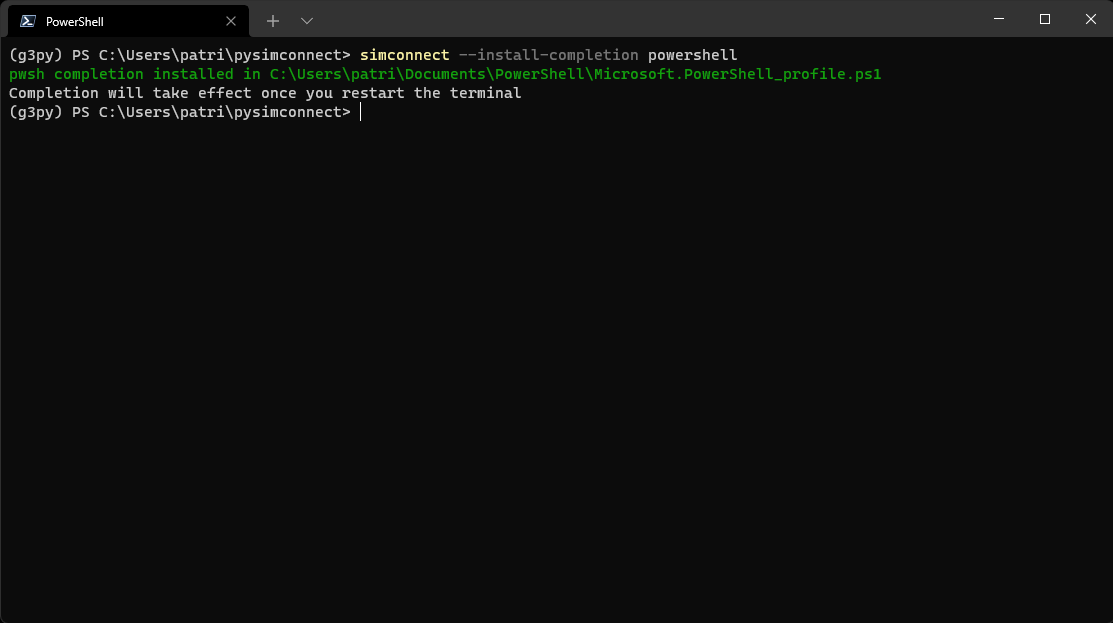 PowerShell
(g3py) PS C:\Users\patri\pysimconnect> simconnect --install-completion powershell
pwsh completion installed in C:\Users\patri\Documents\PowerShell\Microsoft.PowerShell_profile.ps1
Completion will take effect once you restart the terminal
(g3py) PS C:\Users\patri\pysimconnect>